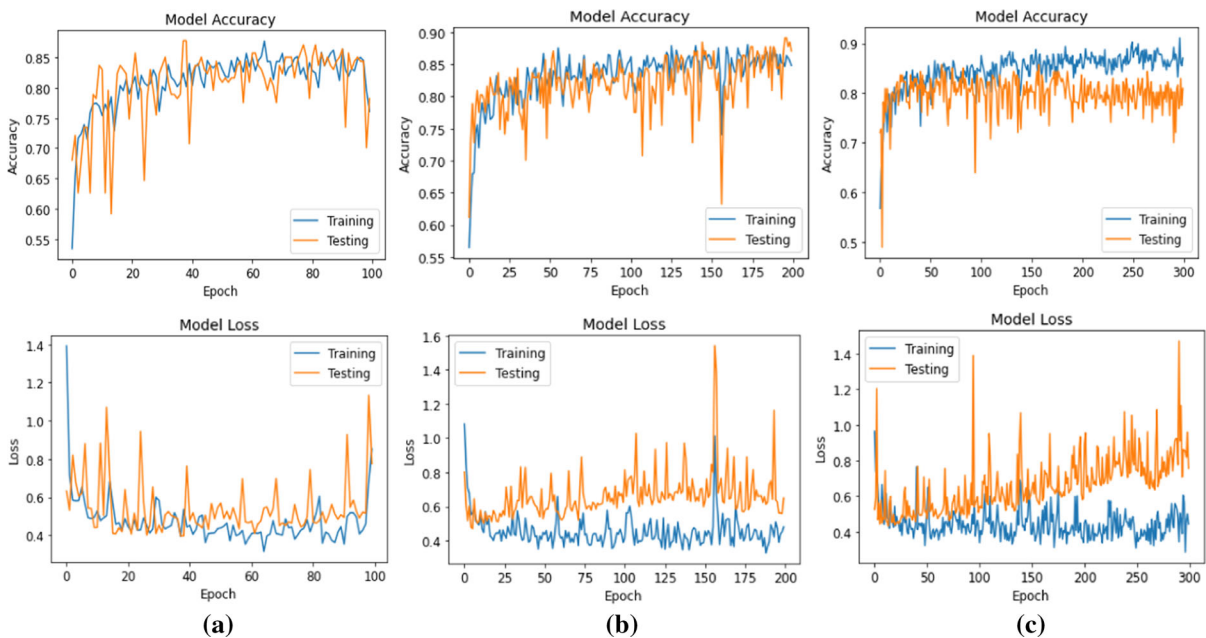 Model Accuracy
Accuracy
0.85
0.80
0.75
0.70
0.65
0.60
0.55
Training
Testing
0 20 40 60 80 100
Epoch
Model Accuracy
Accuracy
0.90
0.85
0.80
0.75
0.70
0.65
0.60
0.55
Training
Testing
0 25 50 75 100 125 150 175 200
Epoch
Model Accuracy
Accuracy
0.9
0.8
0.7
0.6
0.5
Training
Testing
0 50 100 150 200 250 300
Epoch
Model Loss
Loss
1.4
1.2
1.0
0.8
0.6
0.4
Training
Testing
0 20 40 60 80 100
Epoch
Model Loss
Loss
1.6
1.4
1.2
1.0
0.8
0.6
0.4
Training
Testing
0 25 50 75 100 125 150 175 200
Epoch
Model Loss
Loss
1.4
1.2
1.0
0.8
0.6
0.4
Training
Testing
0 50 100 150 200 250 300
Epoch
(a) (b) (c)